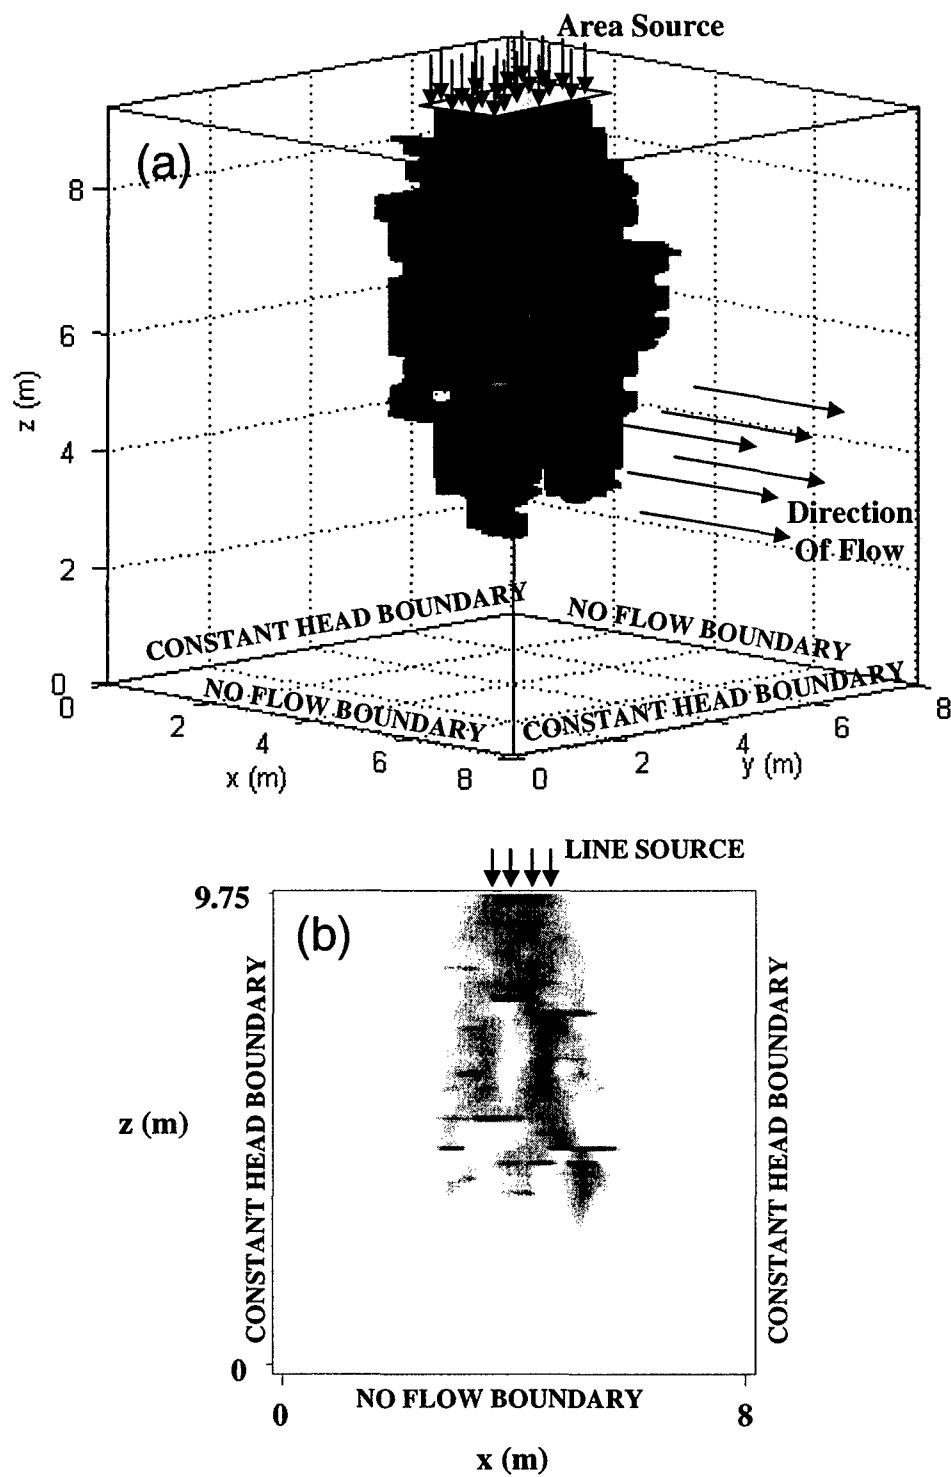 Area Source
(a)
8
6
z (m)
4
2
0
Direction
Of Flow
CONSTANT HEAD BOUNDARY
NO FLOW BOUNDARY
NO FLOW BOUNDARY
CONSTANT HEAD BOUNDARY
0
2
4
6
8
x (m)
0
2
4
6
8
y (m)
LINE SOURCE
9.75
(b)
CONSTANT HEAD BOUNDARY
CONSTANT HEAD BOUNDARY
z (m)
0
NO FLOW BOUNDARY
0
8
x (m)